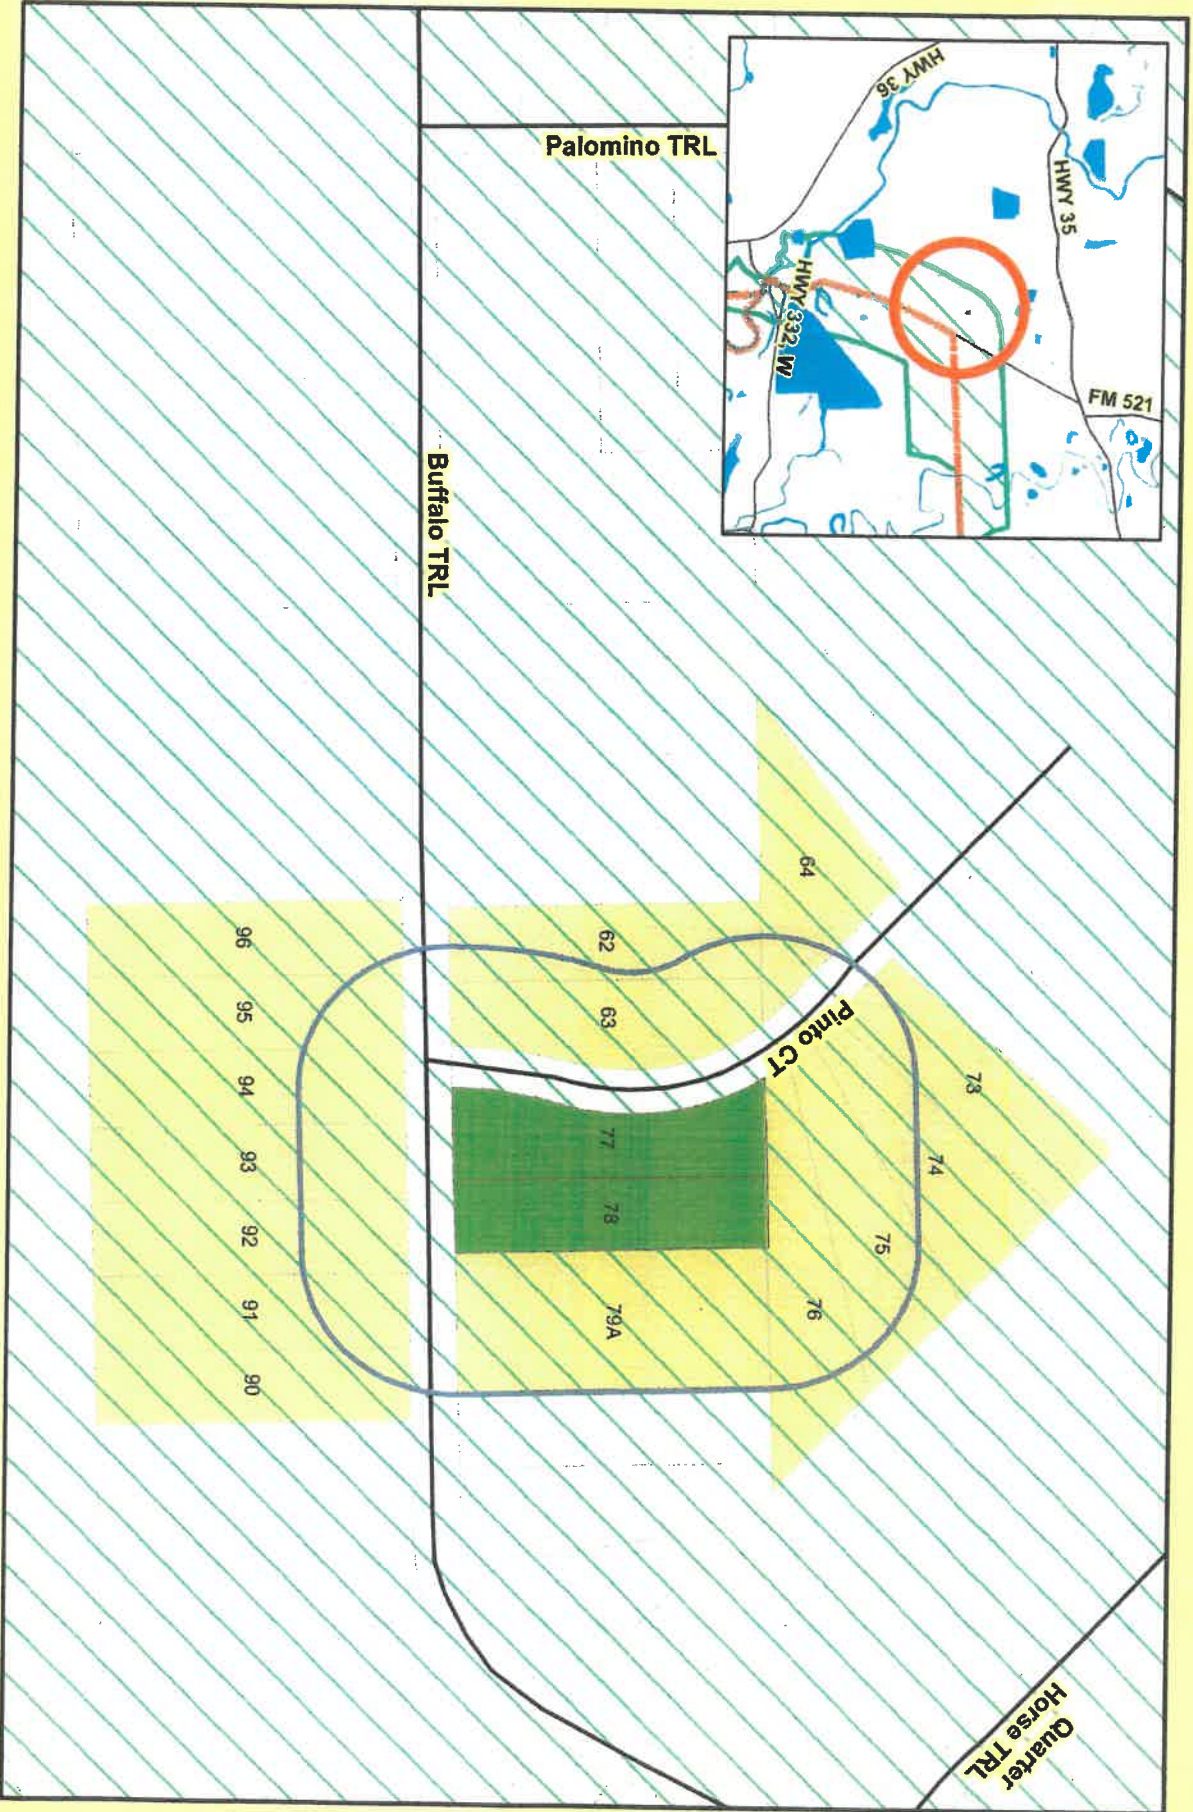 HWY 36
HWY 35
HWY 332, W
FM 521
Palomino TRL
Buffalo TRL
Pinto CT
Quarter
Horse TRL
64
73
74
75
76
62
63
77
78
79A
96
95
94
93
92
91
90